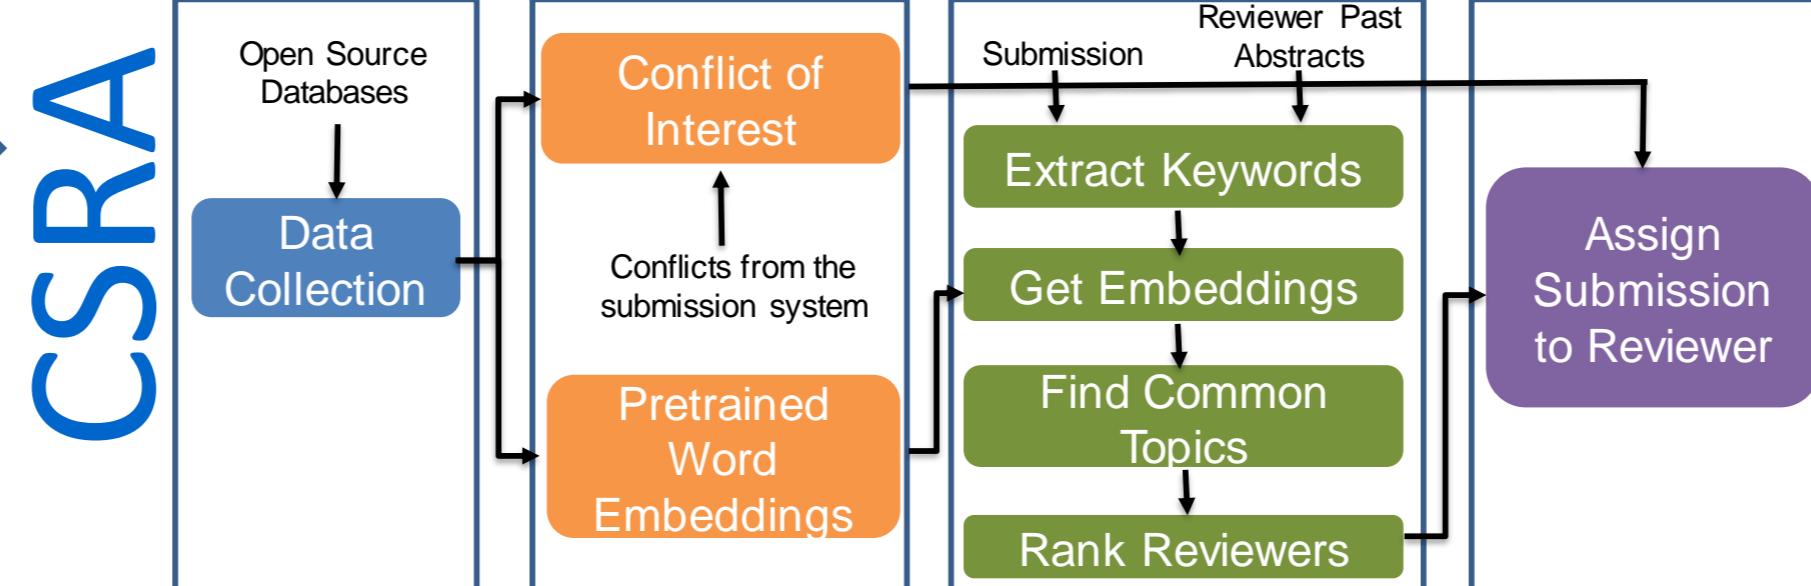 CSRA
Open Source
Databases
Data
Collection
Conflict of
Interest
Conflicts from the
submission system
Pretrained
Word
Embeddings
Submission
Reviewer Past
Abstracts
Extract Keywords
Get Embeddings
Find Common
Topics
Rank Reviewers
Assign
Submission
to Reviewer